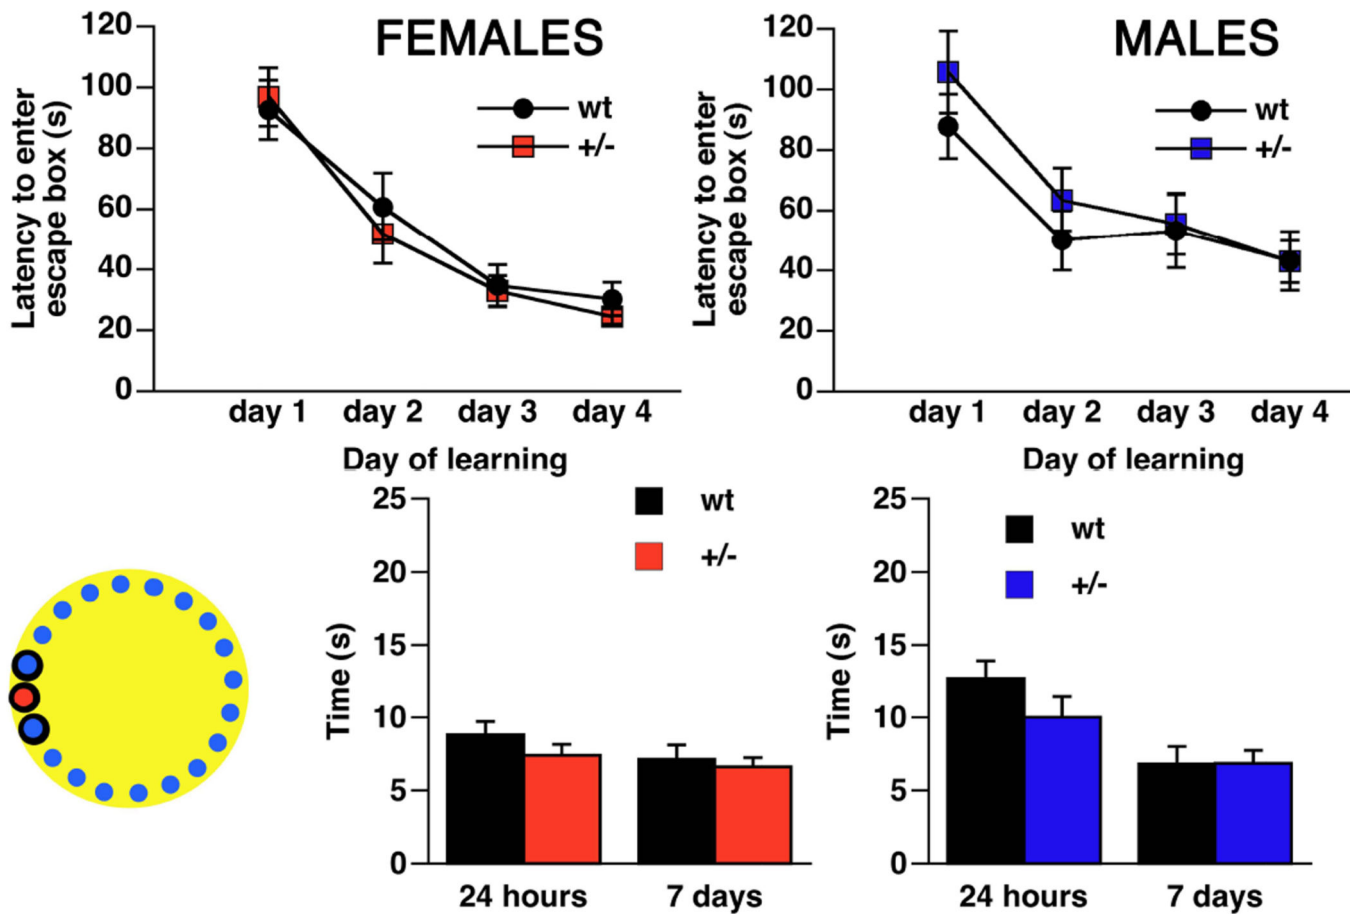 FEMALES
120
100
80
60
40
20
0
Latency to enter
escape box (s)
wt
+/-
day 1 day 2 day 3 day 4
Day of learning
MALES
120
100
80
60
40
20
0
Latency to enter
escape box (s)
wt
+/-
day 1 day 2 day 3 day 4
Day of learning
25
20
15
10
5
0
Time (s)
wt
+/-
24 hours 7 days
25
20
15
10
5
0
Time (s)
wt
+/-
24 hours 7 days